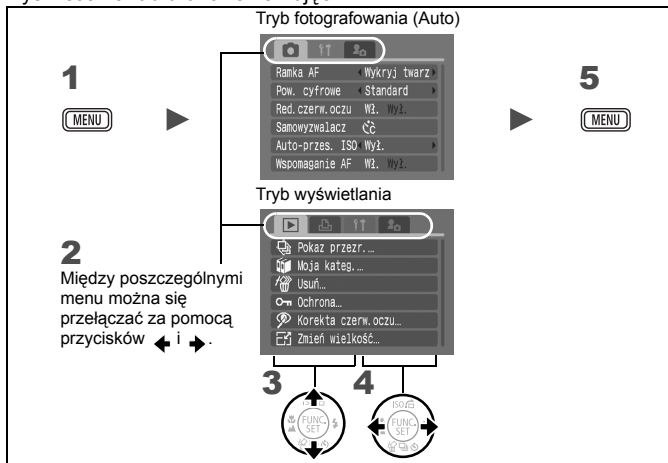 Tryb fotografowania (Auto)
1
MENU
Ramka AF Wykryj twarz
Pow. cyfrowe Standard
Red.czerw.oczu Wł. Wył.
Samowyzwalacz
Auto-przes. ISO Wył.
Wspomaganie AF Wł. Wył.
5
MENU
Tryb wyświetlania
2
Między poszczególnymi
menu można się
przełączać za pomocą
przycisków i .
Pokaz przezr.…
Moja kateg.…
Usuń…
Ochrona…
Korekta czerw.oczu…
Zmień wielkość…
3
4
FUNC.
SET
ISO
FUNC.
SET